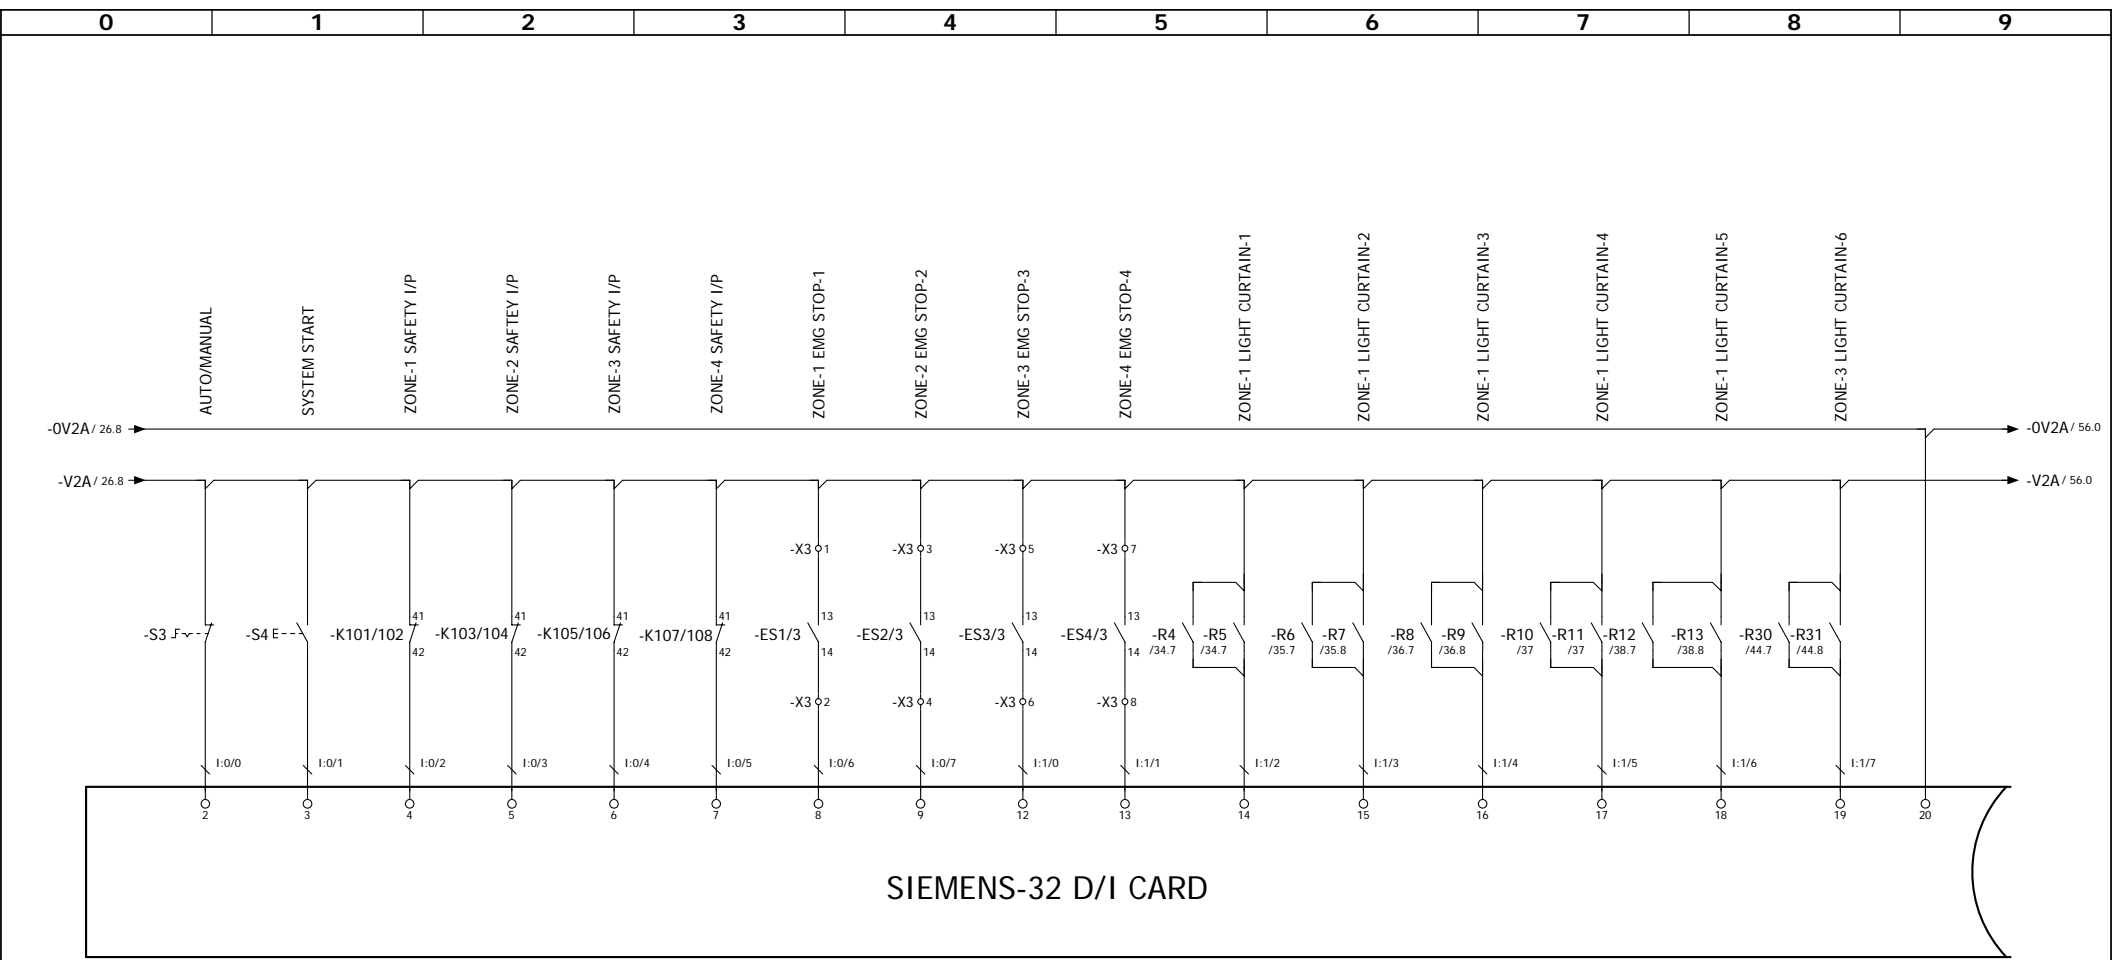 0 1 2 3 4 5 6 7 8 9
AUTO/MANUAL
SYSTEM START
ZONE-1 SAFETY I/P
ZONE-2 SAFTEY I/P
ZONE-3 SAFETY I/P
ZONE-4 SAFETY I/P
ZONE-1 EMG STOP-1
ZONE-2 EMG STOP-2
ZONE-3 EMG STOP-3
ZONE-4 EMG STOP-4
ZONE-1 LIGHT CURTAIN-1
ZONE-1 LIGHT CURTAIN-2
ZONE-1 LIGHT CURTAIN-3
ZONE-1 LIGHT CURTAIN-4
ZONE-1 LIGHT CURTAIN-5
ZONE-3 LIGHT CURTAIN-6
-0V2A/ 26.8 -0V2A/ 56.0
-V2A/ 26.8 -V2A/ 56.0
-X3 1 -X3 3 -X3 5 -X3 7
41 41 41 41 13 13 13 13
-S3 -S4 -K101/102 -K103/104 -K105/106 -K107/108 -ES1/3 -ES2/3 -ES3/3 -ES4/3 -R4 -R5 -R6 -R7 -R8 -R9 -R10 -R11 -R12 -R13 -R30 -R31
42 42 42 42 14 14 14 14 /34.7 /34.7 /35.7 /35.8 /36.7 /36.8 /37 /37 /38.7 /38.8 /44.7 /44.8
-X3 2 -X3 4 -X3 6 -X3 8
I:0/0 I:0/1 I:0/2 I:0/3 I:0/4 I:0/5 I:0/6 I:0/7 I:1/0 I:1/1 I:1/2 I:1/3 I:1/4 I:1/5 I:1/6 I:1/7
2 3 4 5 6 7 8 9 12 13 14 15 16 17 18 19 20
SIEMENS-32 D/I CARD